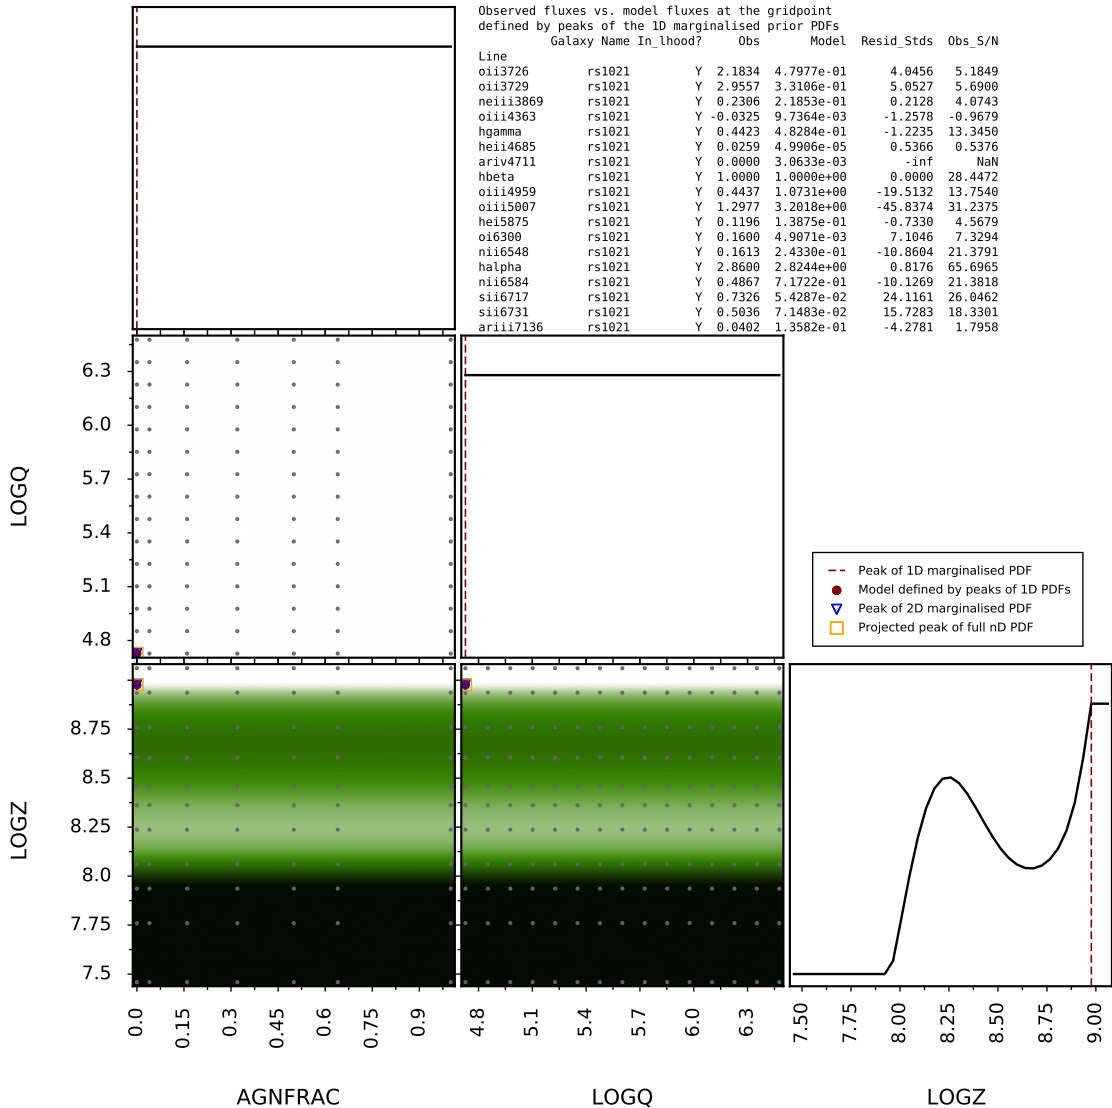 Observed fluxes vs. model fluxes at the gridpoint
defined by peaks of the 1D marginalised prior PDFs
Galaxy Name In_lhood? Obs Model Resid_Stds Obs_S/N
Line
oii3726 rs1021 Y 2.1834 4.7977e-01 4.0456 5.1849
oii3729 rs1021 Y 2.9557 3.3106e-01 5.0527 5.6900
neiii3869 rs1021 Y 0.2306 2.1853e-01 0.2128 4.0743
oiii4363 rs1021 Y -0.0325 9.7364e-03 -1.2578 -0.9679
hgamma rs1021 Y 0.4423 4.8284e-01 -1.2235 13.3450
heii4685 rs1021 Y 0.0259 4.9906e-05 0.5366 0.5376
ariv4711 rs1021 Y 0.0000 3.0633e-03 -inf NaN
hbeta rs1021 Y 1.0000 1.0000e+00 0.0000 28.4472
oiii4959 rs1021 Y 0.4437 1.0731e+00 -19.5132 13.7540
oiii5007 rs1021 Y 1.2977 3.2018e+00 -45.8374 31.2375
hei5875 rs1021 Y 0.1196 1.3875e-01 -0.7330 4.5679
oi6300 rs1021 Y 0.1600 4.9071e-03 7.1046 7.3294
nii6548 rs1021 Y 0.1613 2.4330e-01 -10.8604 21.3791
halpha rs1021 Y 2.8600 2.8244e+00 0.8176 65.6965
nii6584 rs1021 Y 0.4867 7.1722e-01 -10.1269 21.3818
sii6717 rs1021 Y 0.7326 5.4287e-02 24.1161 26.0462
sii6731 rs1021 Y 0.5036 7.1483e-02 15.7283 18.3301
ariii7136 rs1021 Y 0.0402 1.3582e-01 -4.2781 1.7958
LOGQ
6.3
6.0
5.7
5.4
5.1
4.8
Peak of 1D marginalised PDF
Model defined by peaks of 1D PDFs
Peak of 2D marginalised PDF
Projected peak of full nD PDF
LOGZ
8.75
8.5
8.25
8.0
7.75
7.5
0.0 0.15 0.3 0.45 0.6 0.75 0.9
4.8 5.1 5.4 5.7 6.0 6.3
7.50 7.75 8.00 8.25 8.50 8.75 9.00
AGNFRAC LOGQ LOGZ